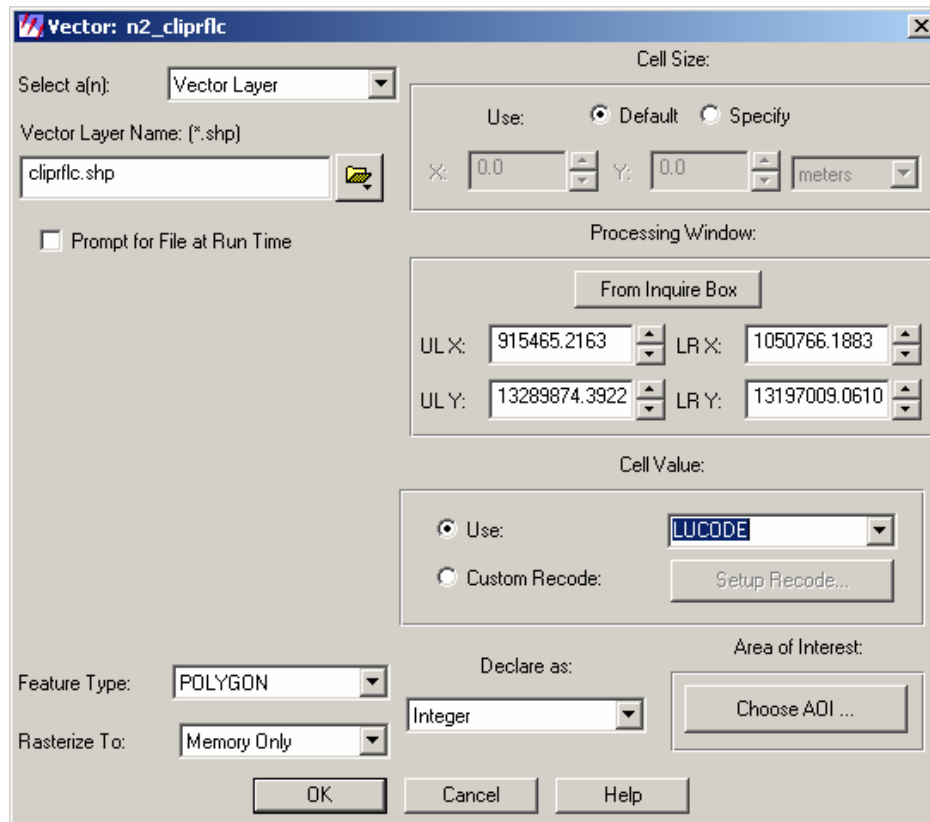 Vector: n2_cliprflc
Select a(n): Vector Layer
Vector Layer Name: (*.shp)
cliprflc.shp
Prompt for File at Run Time
Cell Size:
Use: Default Specify
X: 0.0 Y: 0.0 meters
Processing Window:
From Inquire Box
UL X: 915465.2163 LR X: 1050766.1883
UL Y: 13289874.3922 LR Y: 13197009.0610
Cell Value:
Use: LUCODE
Custom Recode: Setup Recode...
Feature Type: POLYGON
Rasterize To: Memory Only
Declare as:
Integer
Area of Interest:
Choose AOI ...
OK Cancel Help